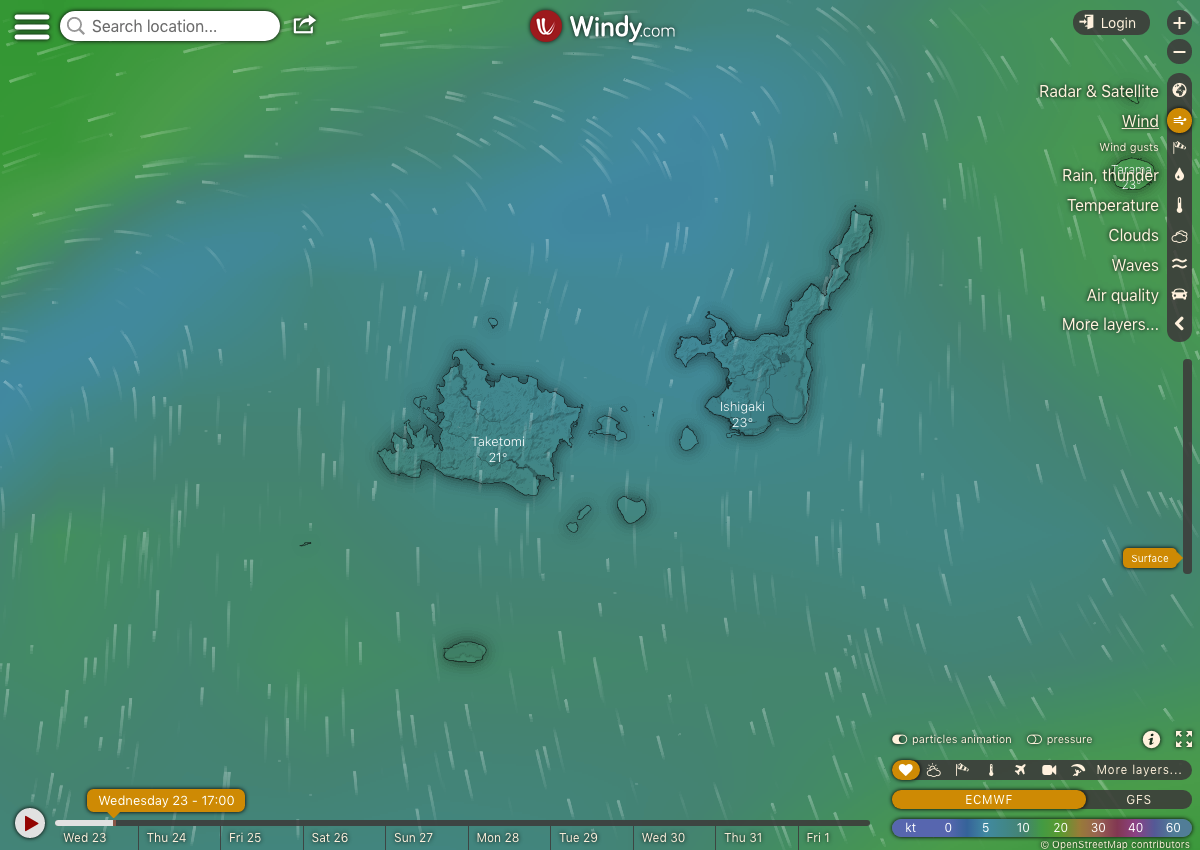 Search location...
Windy.com
Login
Radar & Satellite
Wind
Wind gusts
Rain, thunder
Tarama
23°
Temperature
Clouds
Waves
Air quality
More layers...
Ishigaki
23°
Taketomi
21°
Surface
particles animation
pressure
More layers...
ECMWF
GFS
kt 0 5 10 20 30 40 60
© OpenStreetMap contributors
Wednesday 23 - 17:00
Wed 23
Thu 24
Fri 25
Sat 26
Sun 27
Mon 28
Tue 29
Wed 30
Thu 31
Fri 1